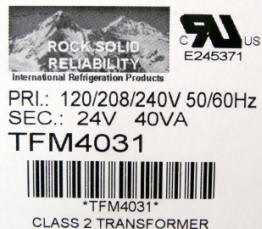 ROCK SOLID
RELIABILITY
International Refrigeration Products
C RU US
E245371
PRI.: 120/208/240V 50/60Hz
SEC.: 24V 40VA
TFM4031
*TFM4031*
CLASS 2 TRANSFORMER